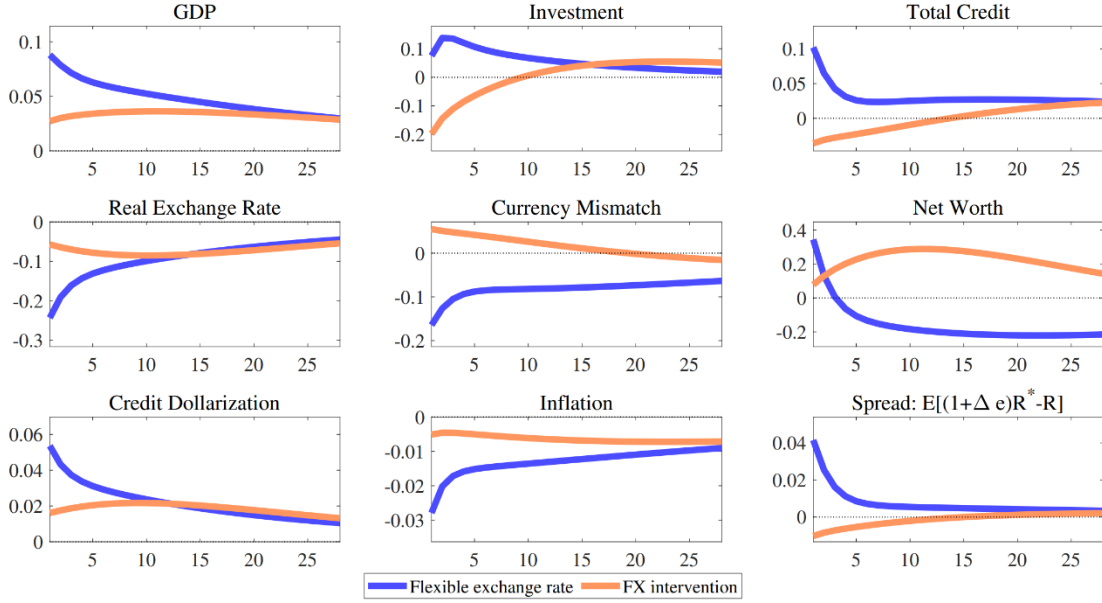 GDP
Investment
Total Credit
0.1
0.05
0
5 10 15 20 25
0.1
0
-0.1
-0.2
5 10 15 20 25
0.1
0.05
0
5 10 15 20 25
Real Exchange Rate
Currency Mismatch
Net Worth
0
-0.1
-0.2
-0.3
5 10 15 20 25
0
-0.1
-0.2
5 10 15 20 25
0.4
0.2
0
-0.2
5 10 15 20 25
Credit Dollarization
Inflation
Spread: E[(1+Δ e)R*-R]
0.06
0.04
0.02
0
5 10 15 20 25
0
-0.01
-0.02
-0.03
5 10 15 20 25
0.04
0.02
0
5 10 15 20 25
Flexible exchange rate FX intervention